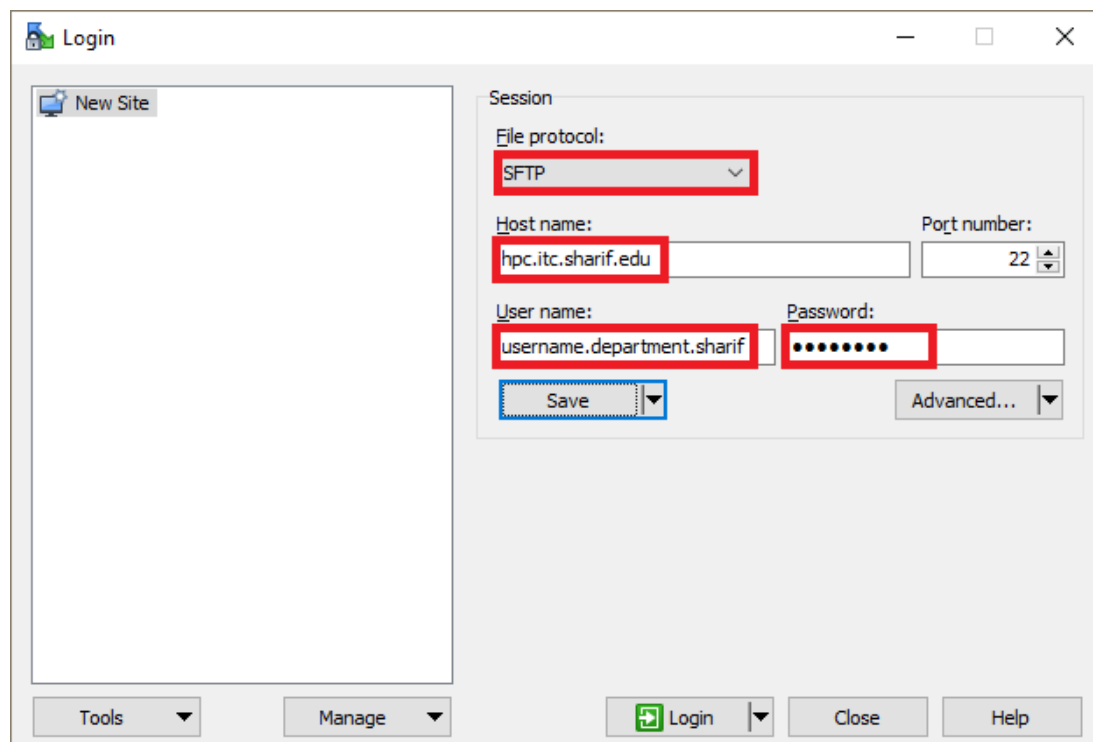 Login
New Site
Session
File protocol:
SFTP
Host name:
Port number:
hpc.itc.sharif.edu
22
User name:
Password:
username.department.sharif
••••••••
Save
Advanced...
Tools
Manage
Login
Close
Help